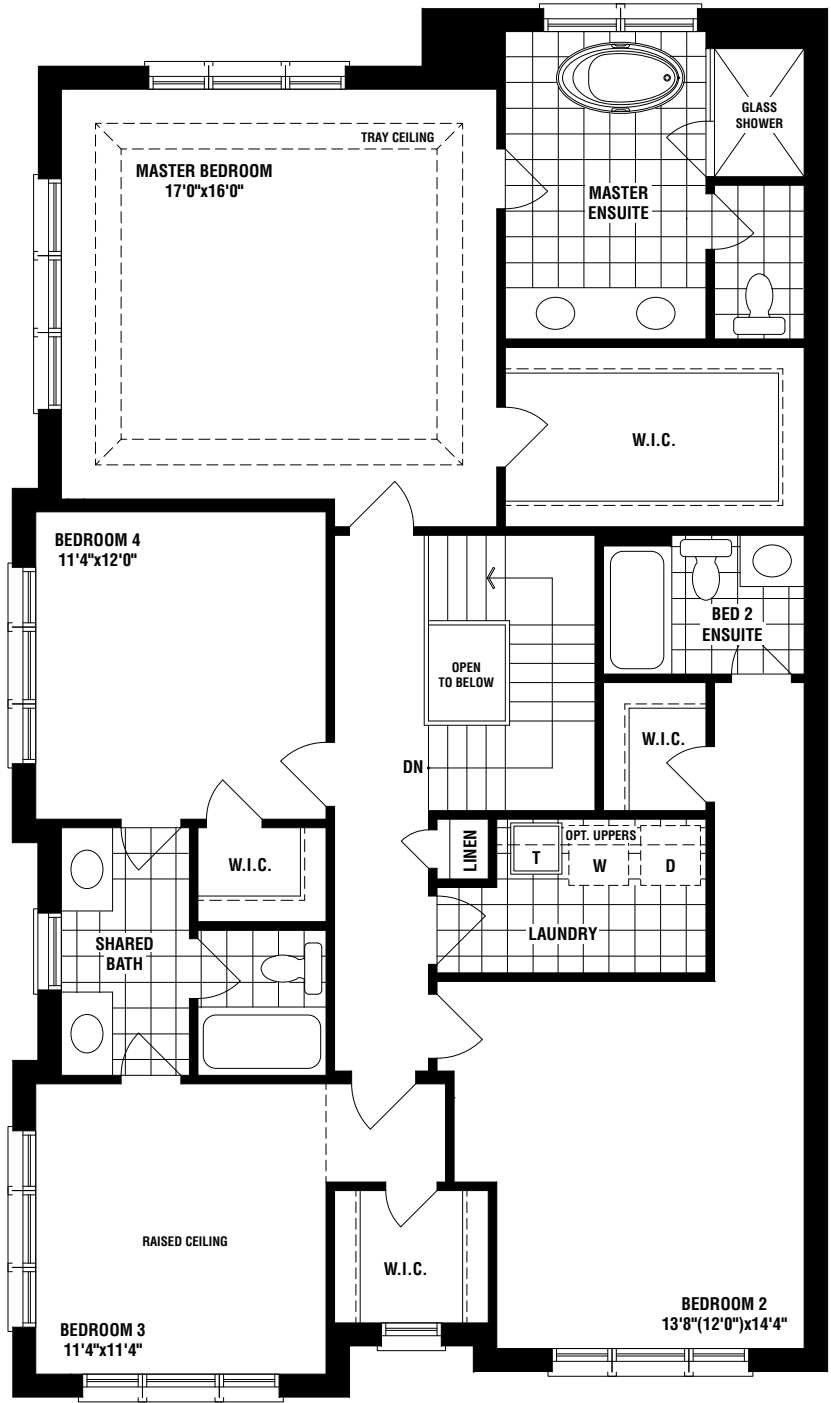 GLASS
SHOWER
TRAY CEILING
MASTER BEDROOM
17'0"x16'0"
MASTER
ENSUITE
W.I.C.
BEDROOM 4
11'4"x12'0"
BED 2
ENSUITE
OPEN
TO BELOW
W.I.C.
DN
OPT. UPPERS
LINEN
T
W
D
W.I.C.
LAUNDRY
SHARED
BATH
RAISED CEILING
W.I.C.
BEDROOM 2
13'8"(12'0")x14'4"
BEDROOM 3
11'4"x11'4"